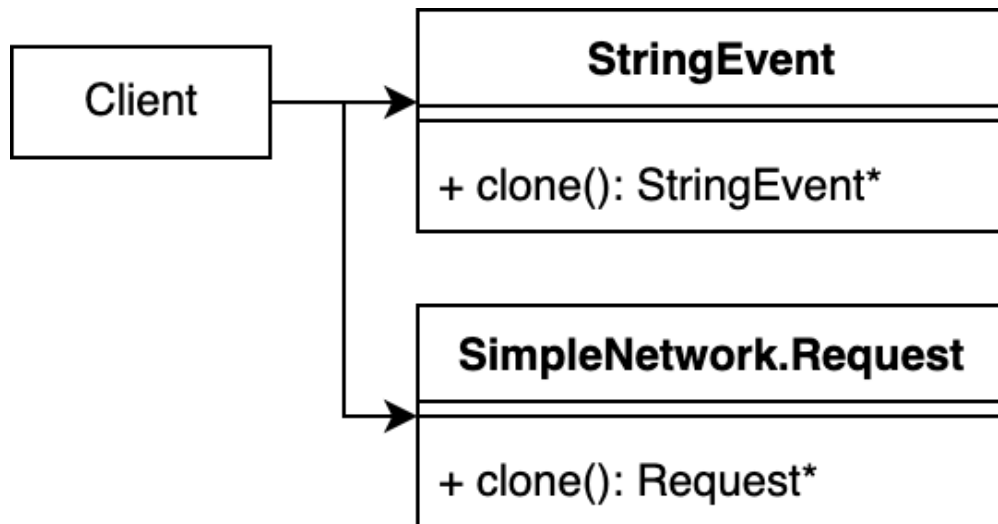 Client
StringEvent
+ clone(): StringEvent*
SimpleNetwork.Request
+ clone(): Request*